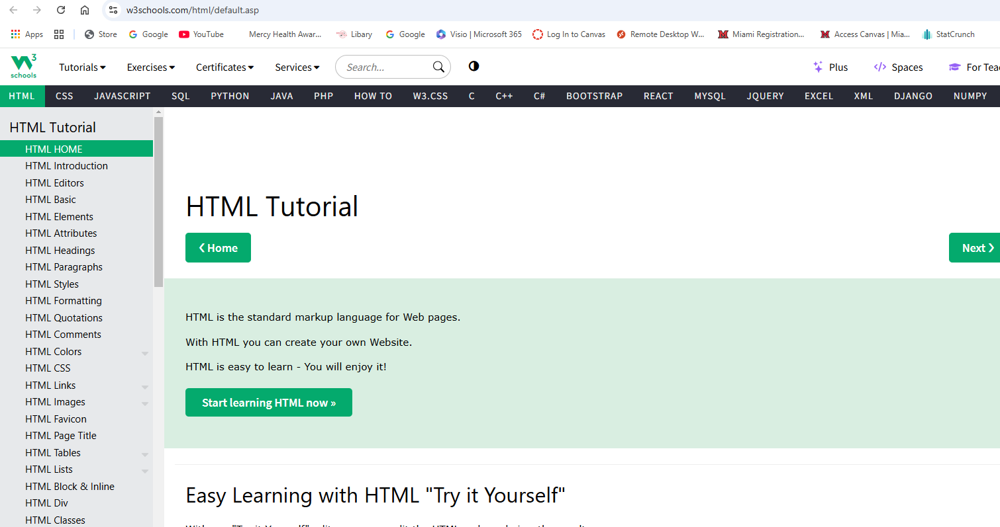 w3schools.com/html/default.asp
Apps Store Google YouTube Mercy Health Awar... Libary Google Visio | Microsoft 365 Log In to Canvas Remote Desktop W... Miami Registration... Access Canvas | Mia... StatCrunch
W3 schools Tutorials Exercises Certificates Services Search... Plus </> Spaces For Tea
HTML CSS JAVASCRIPT SQL PYTHON JAVA PHP HOW TO W3.CSS C C++ C# BOOTSTRAP REACT MYSQL JQUERY EXCEL XML DJANGO NUMPY
HTML Tutorial
HTML HOME
HTML Introduction
HTML Editors
HTML Basic
HTML Elements
HTML Attributes
HTML Headings
HTML Paragraphs
HTML Styles
HTML Formatting
HTML Quotations
HTML Comments
HTML Colors
HTML CSS
HTML Links
HTML Images
HTML Favicon
HTML Page Title
HTML Tables
HTML Lists
HTML Block & Inline
HTML Div
HTML Classes
HTML Tutorial
❮ Home Next ❯
HTML is the standard markup language for Web pages.
With HTML you can create your own Website.
HTML is easy to learn - You will enjoy it!
Start learning HTML now »
Easy Learning with HTML "Try it Yourself"